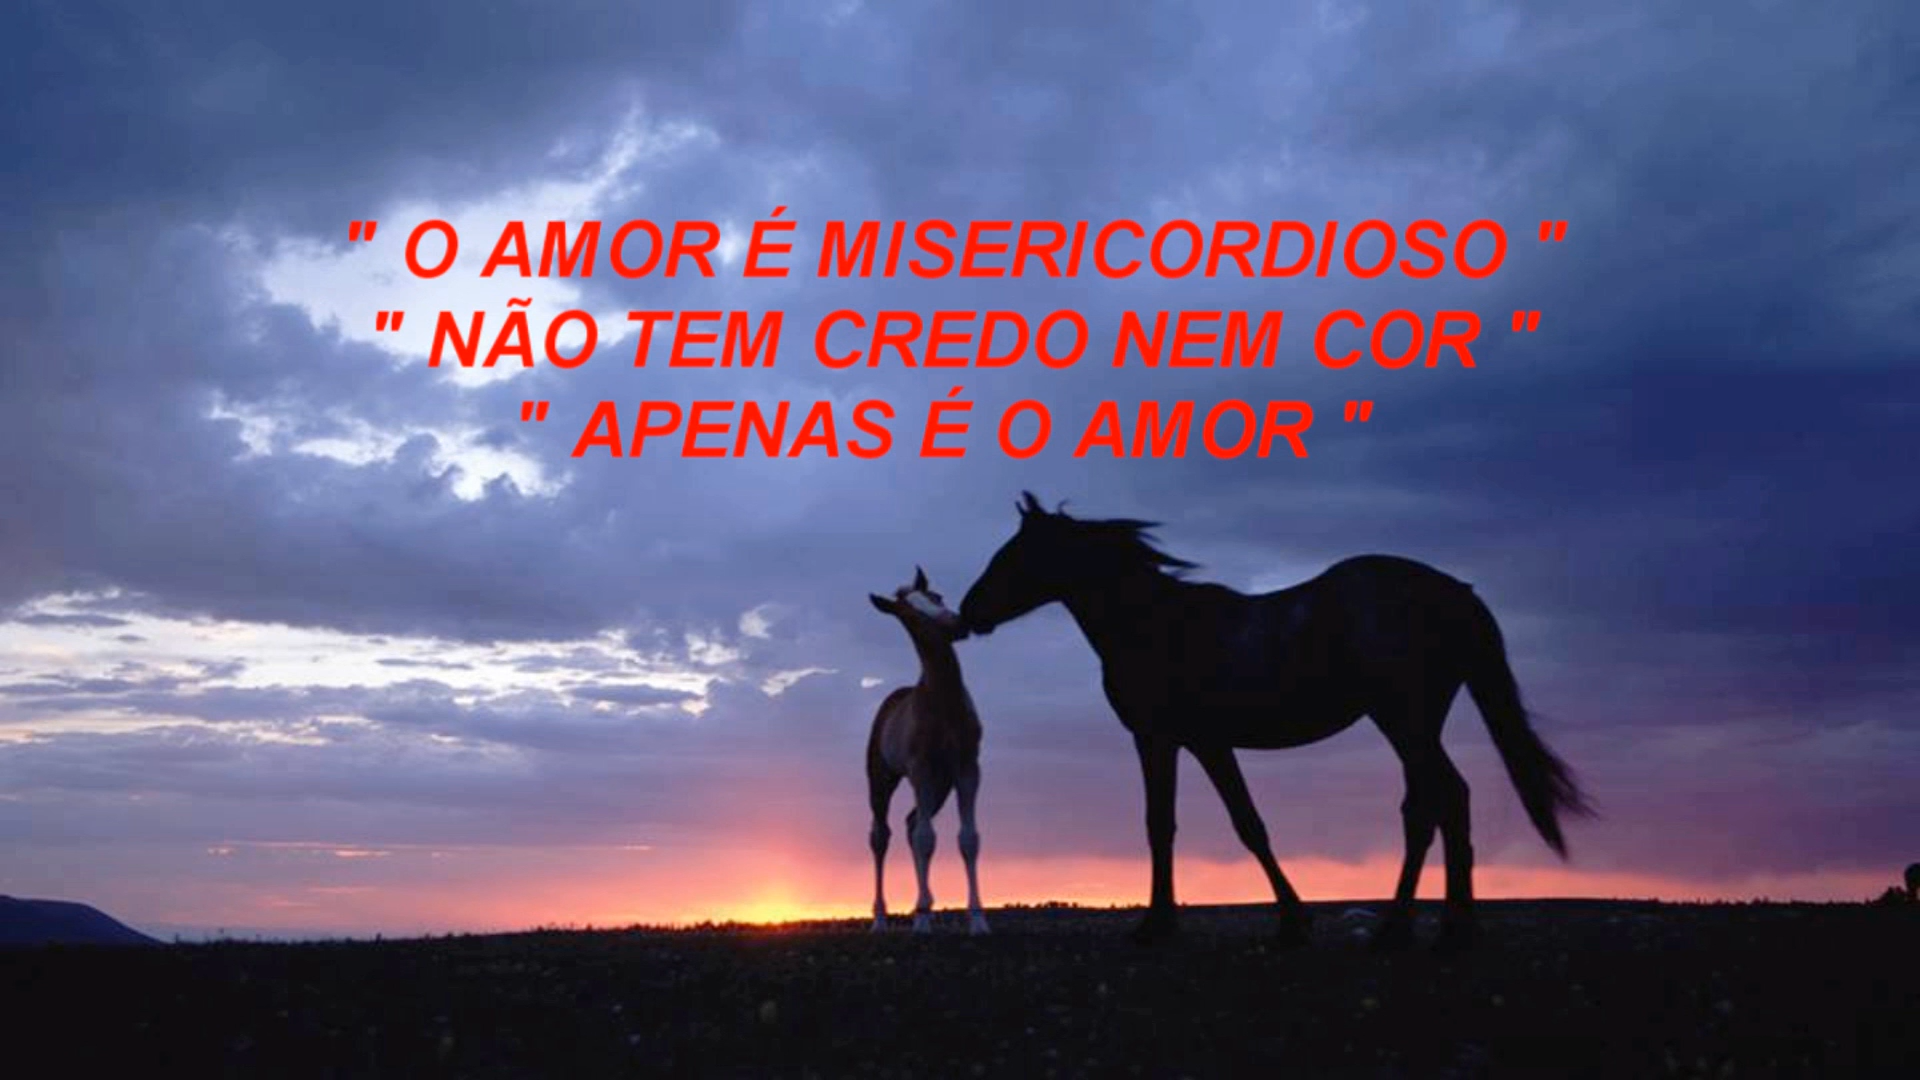 " O AMOR É MISERICORDIOSO "
" NÃO TEM CREDO NEM COR "
" APENAS É O AMOR "